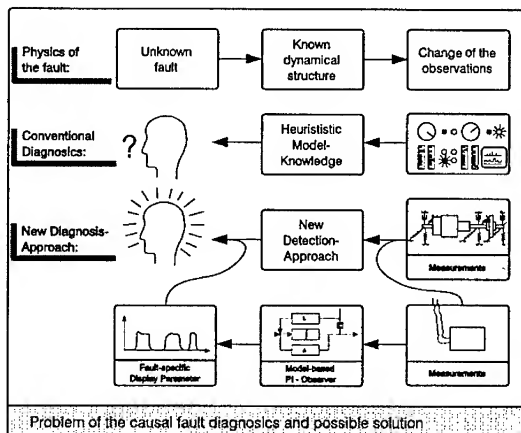 Physics of
the fault:
Unknown
fault
Known
dynamical
structure
Change of the
observations
Conventional
Diagnostics:
?
Heurististic
Model-
Knowledge
New Diagnosis-
Approach:
New
Detection-
Approach
Measurements
Fault-specific
Display Parameter
Model-based
PI - Observer
Measurements
Problem of the causal fault diagnostics and possible solution